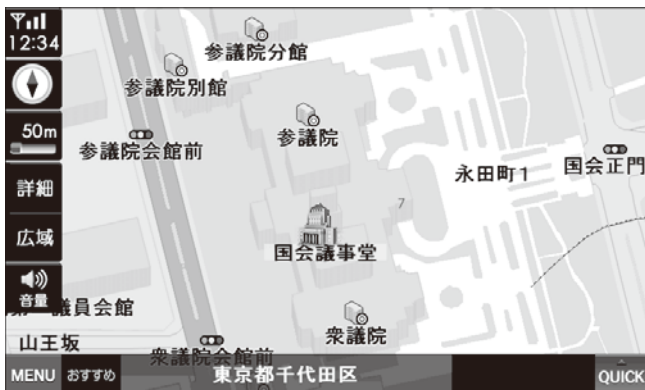 12:34
参議院分館
参議院別館
50m
参議院
参議院会館前
国会正門
永田町1
詳細
7
広域
国会議事堂
音量
議員会館
衆議院
山王坂
衆議院会館前
MENU おすすめ 東京都千代田区 QUICK